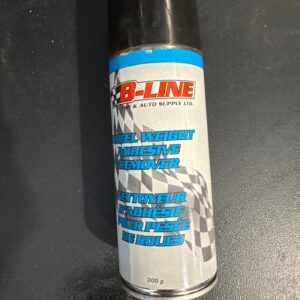 B-LINE
& AUTO SUPPLY LTD.
WHEEL WEIGHT
ADHESIVE
REMOVER
NETTOYEUR
D'ADHÉSIF
POUR PESÉE
DE ROUES
305 g